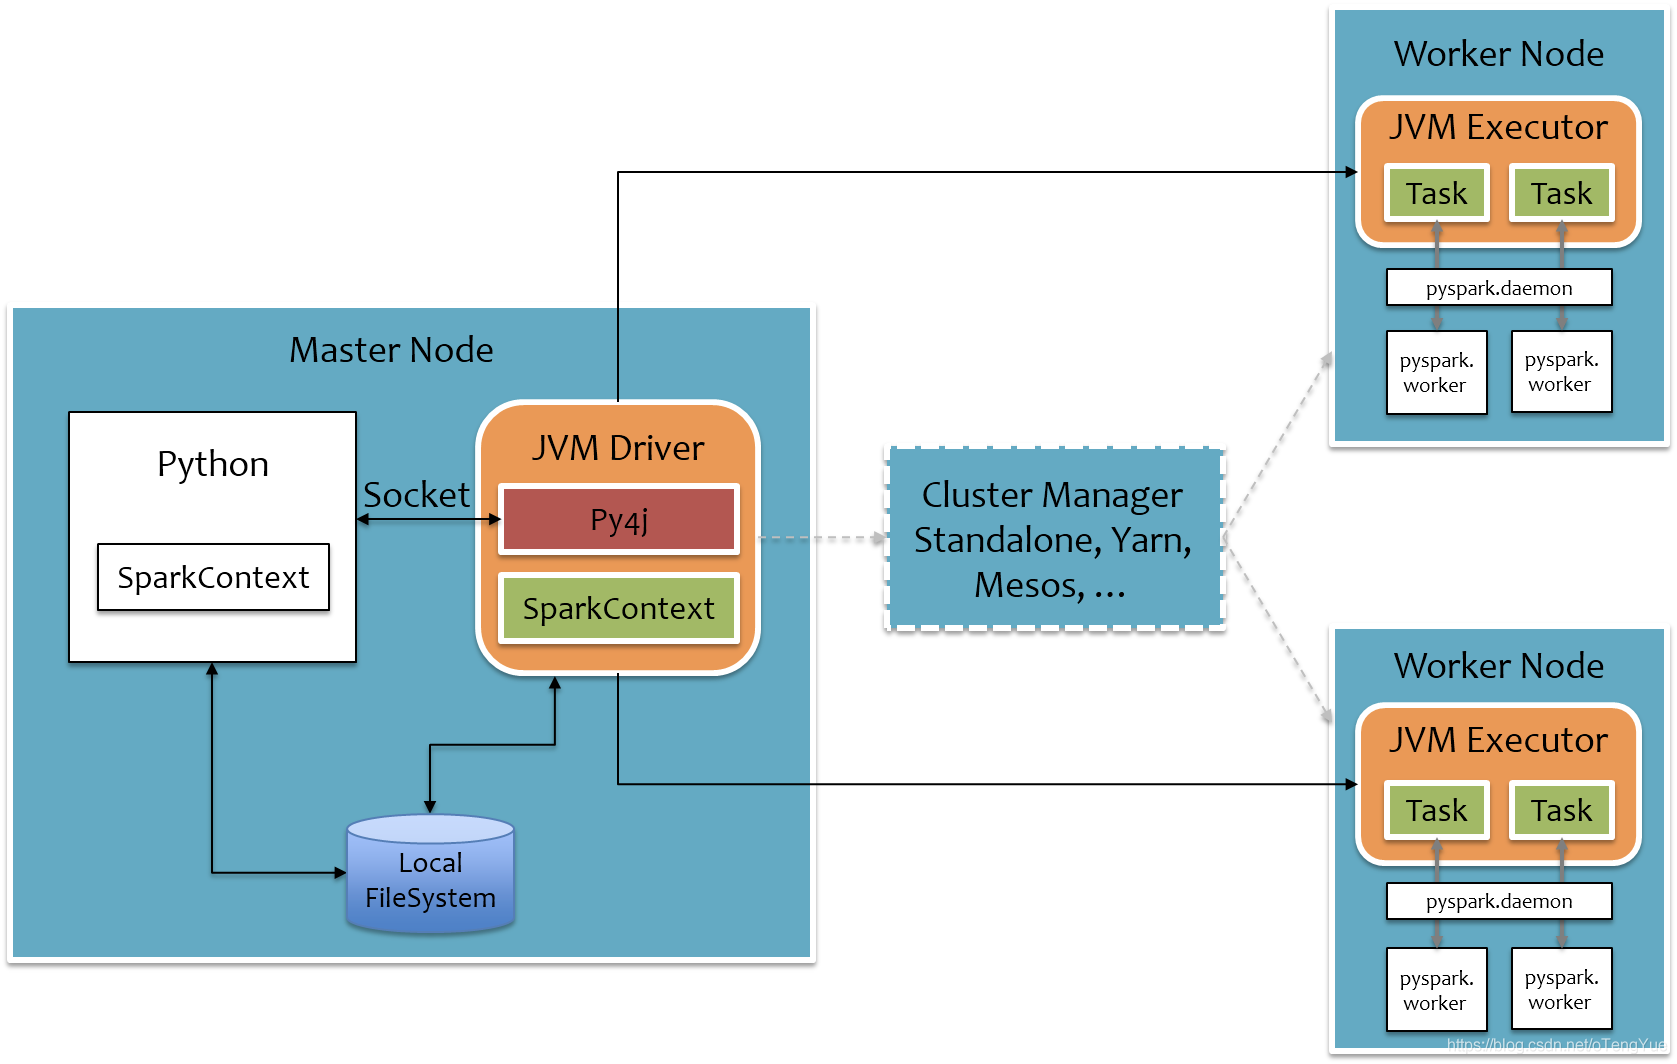 Master Node
Python
SparkContext
Socket
JVM Driver
Py4j
SparkContext
Local
FileSystem
Cluster Manager
Standalone, Yarn,
Mesos, ...
Worker Node
JVM Executor
Task Task
pyspark.daemon
pyspark.
worker
pyspark.
worker
Worker Node
JVM Executor
Task Task
pyspark.daemon
pyspark.
worker
pyspark.
worker
https://blog.csdn.net/oTengYue